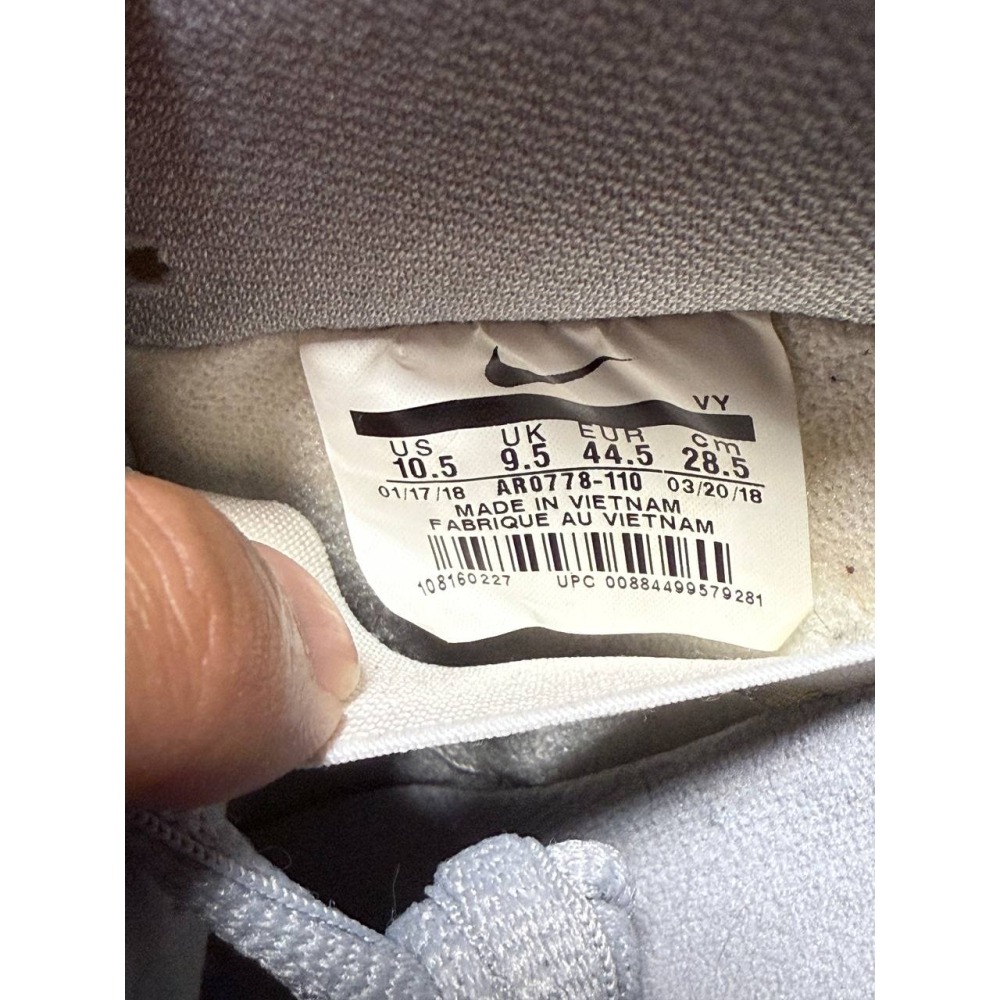 VY
US UK EUR cm
10.5 9.5 44.5 28.5
01/17/18 AR0778-110 03/20/18
MADE IN VIETNAM
FABRIQUE AU VIETNAM
108160227 UPC 00884499579281